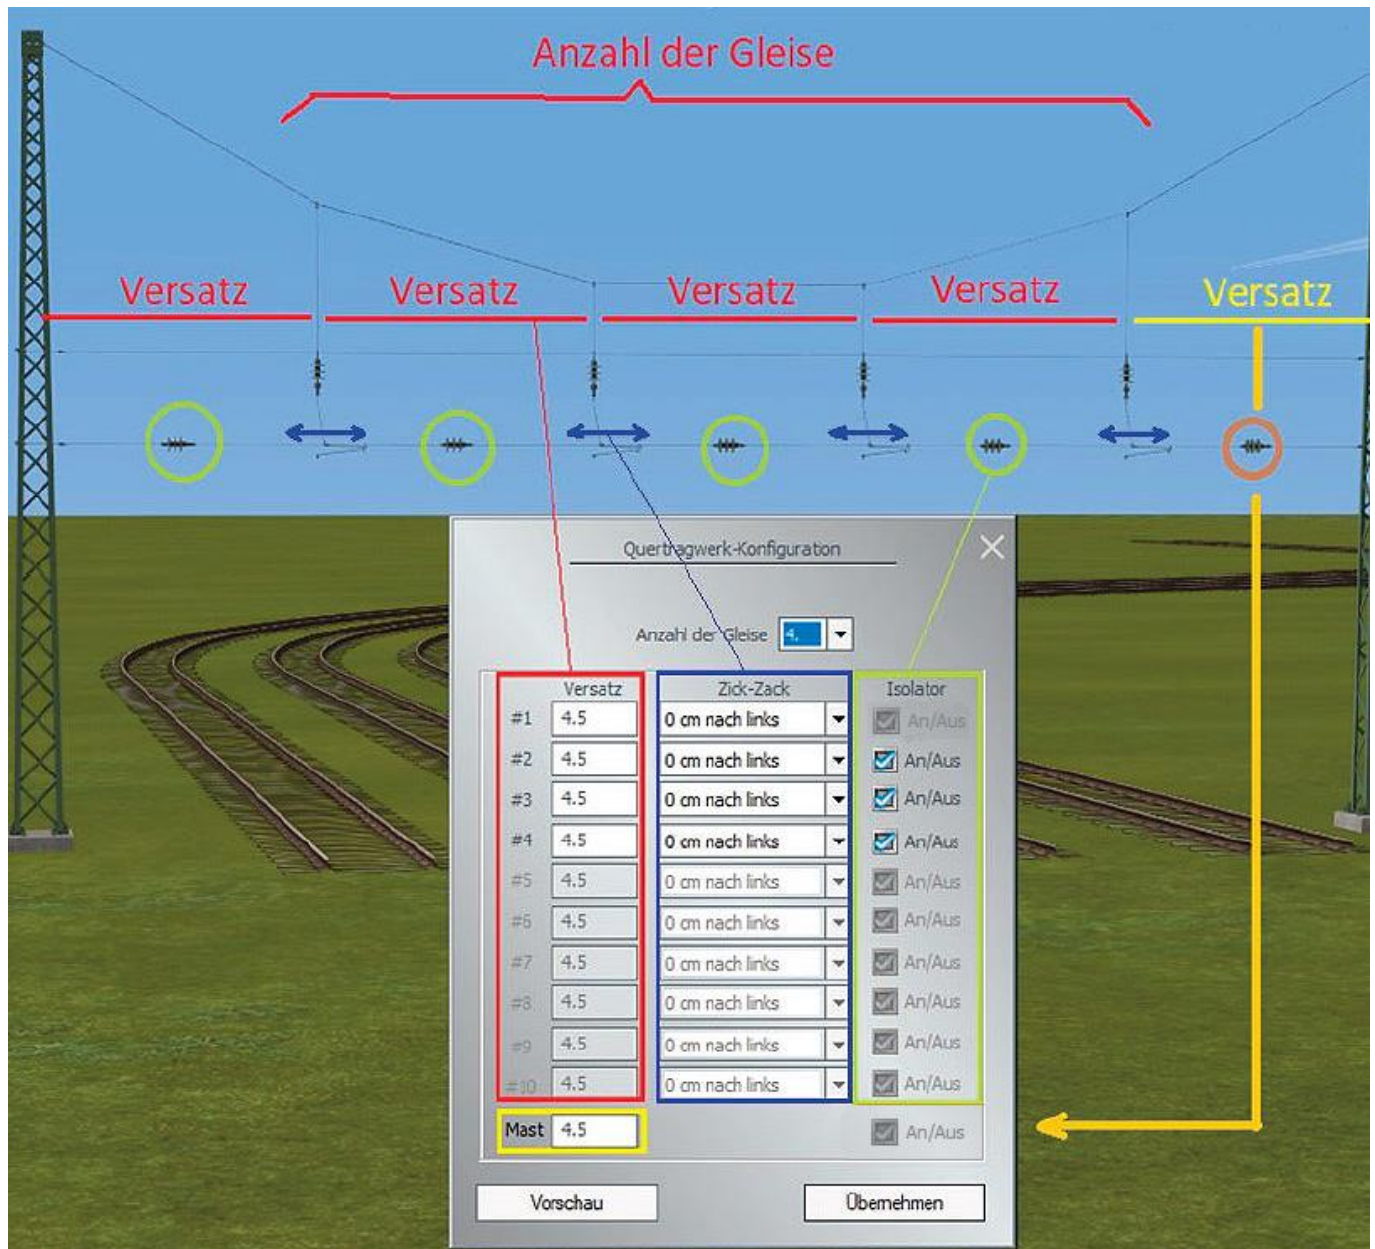 Anzahl der Gleise
Versatz Versatz Versatz Versatz Versatz
Quertragwerk-Konfiguration
Anzahl der Gleise 4.
Versatz Zick-Zack Isolator
#1 4.5 0 cm nach links An/Aus
#2 4.5 0 cm nach links An/Aus
#3 4.5 0 cm nach links An/Aus
#4 4.5 0 cm nach links An/Aus
#5 4.5 0 cm nach links An/Aus
#6 4.5 0 cm nach links An/Aus
#7 4.5 0 cm nach links An/Aus
#8 4.5 0 cm nach links An/Aus
#9 4.5 0 cm nach links An/Aus
#10 4.5 0 cm nach links An/Aus
Mast 4.5 An/Aus
Vorschau Übernehmen